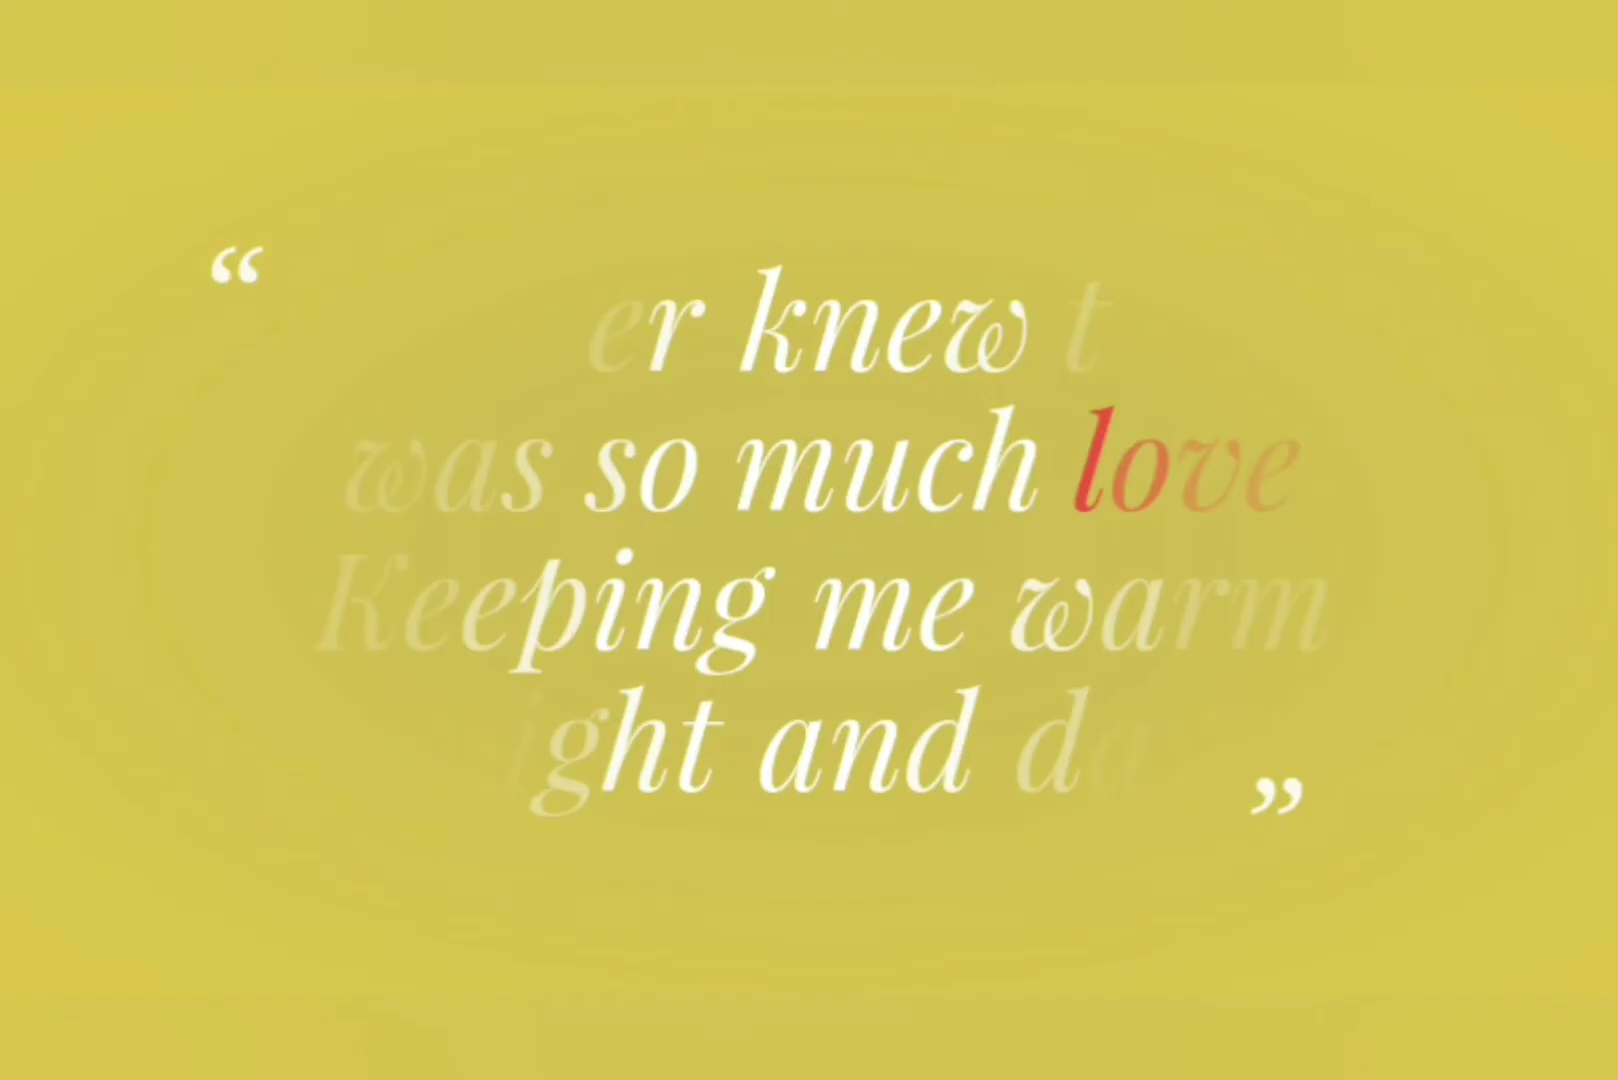 “er knew t
was so much love
Keeping me warm
ight and da”